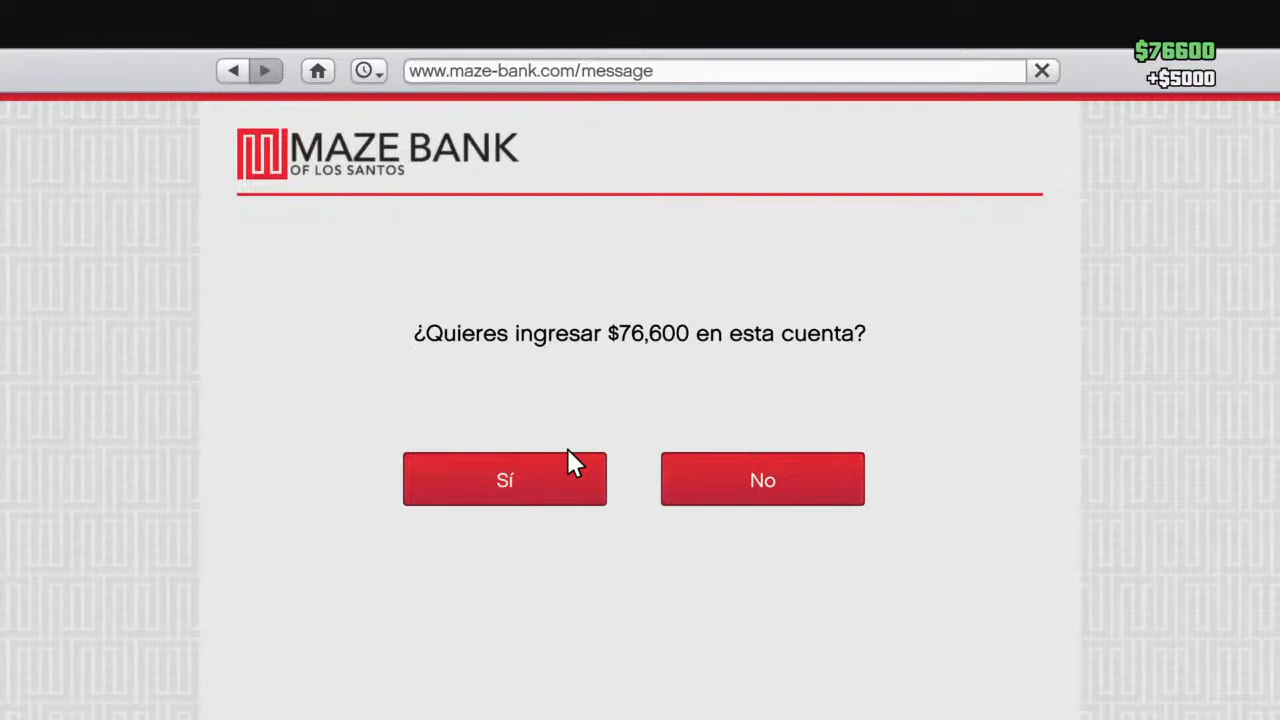 $76600
www.maze-bank.com/message
+$5000
MAZE BANK
OF LOS SANTOS
¿Quieres ingresar $76,600 en esta cuenta?
Sí
No